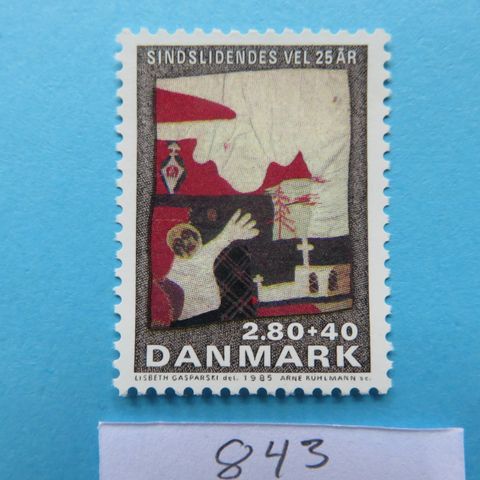 SINDSLIDENDES VEL 25 ÅR
2.80+40
DANMARK
LISBETH GASPARSKI del. 1985 ARNE KÜHLMANN sc.
843